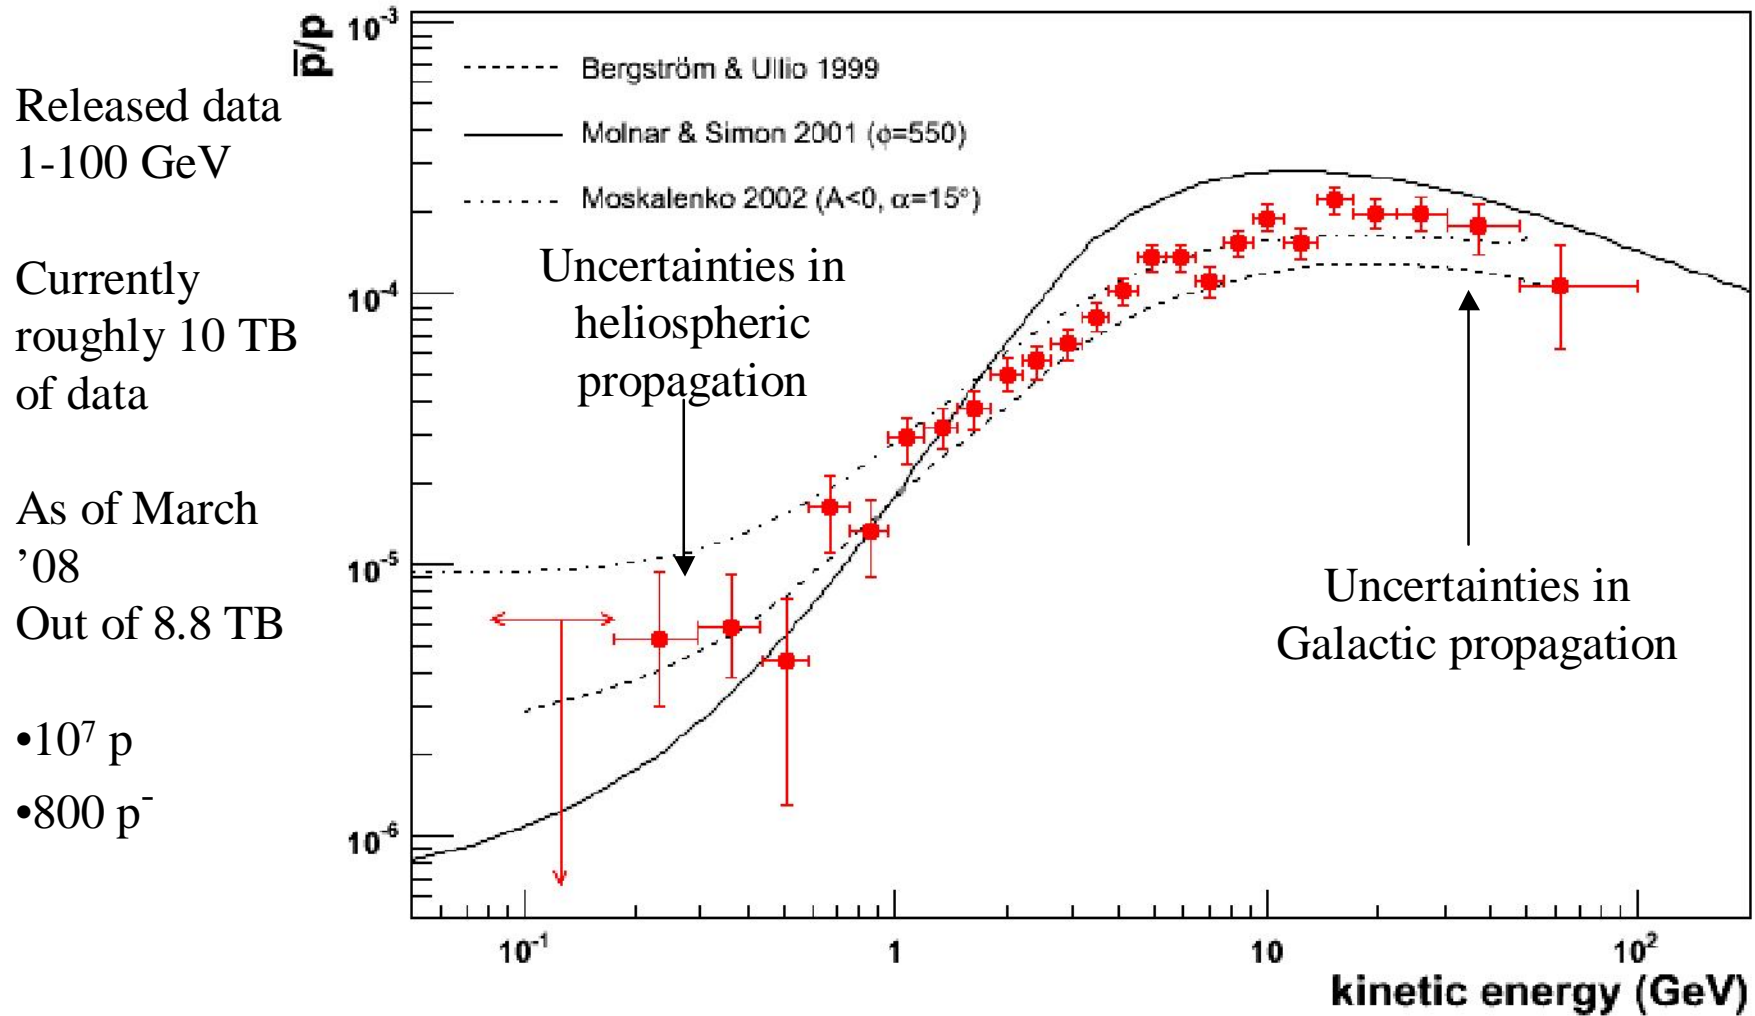 Released data
1-100 GeV
Currently
roughly 10 TB
of data
As of March
’08
Out of 8.8 TB
•10⁷ p
•800 p⁻
p̅/p
10⁻³
10⁻⁴
10⁻⁵
10⁻⁶
Bergström & Ullio 1999
Molnar & Simon 2001 (ϕ=550)
Moskalenko 2002 (A<0, α=15°)
Uncertainties in
heliospheric
propagation
Uncertainties in
Galactic propagation
10⁻¹
1
10
10²
kinetic energy (GeV)